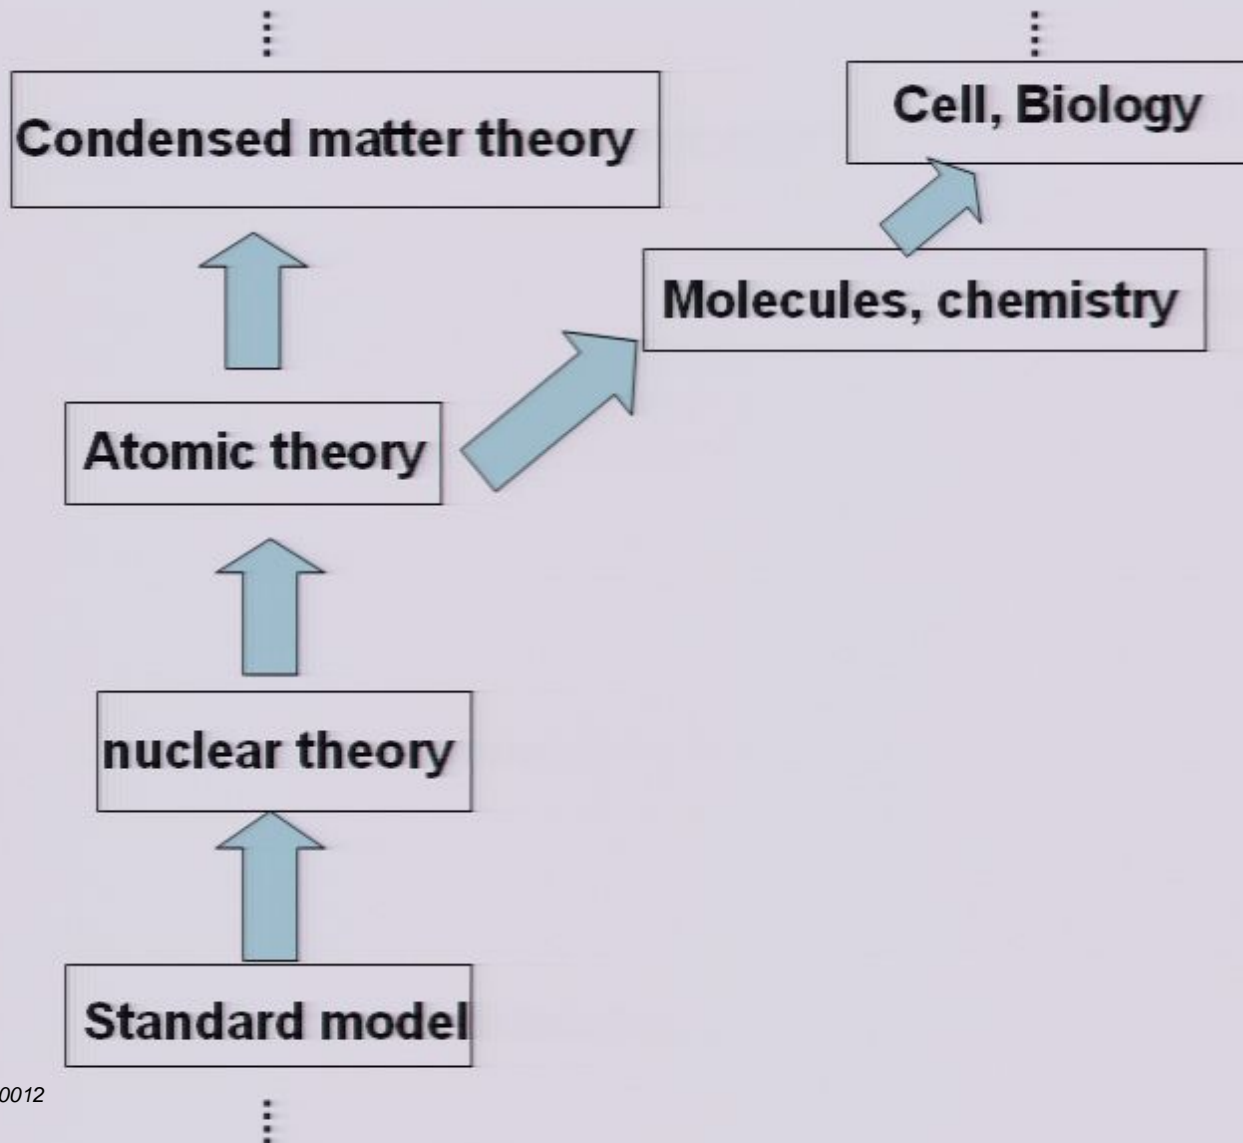 Cell, Biology
Condensed matter theory
Molecules, chemistry
Atomic theory
nuclear theory
Standard model
0012